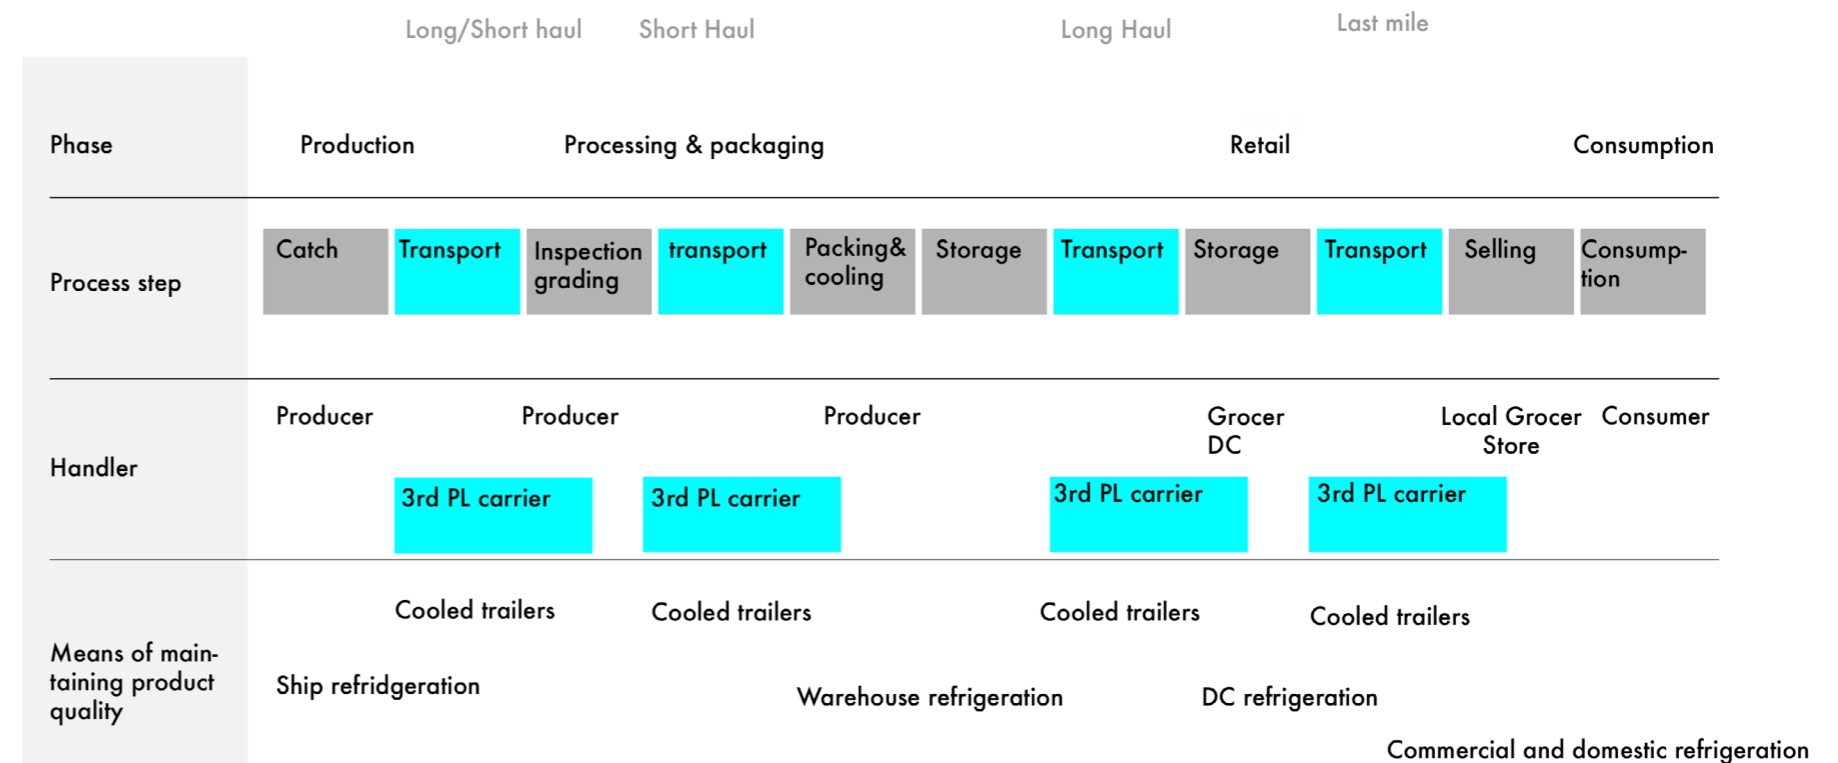 Long/Short haul
Short Haul
Long Haul
Last mile
Phase
Production
Processing & packaging
Retail
Consumption
Process step
Catch
Transport
Inspection
grading
transport
Packing&
cooling
Storage
Transport
Storage
Transport
Selling
Consump-
tion
Handler
Producer
Producer
Producer
Grocer
DC
Local Grocer
Store
Consumer
3rd PL carrier
3rd PL carrier
3rd PL carrier
3rd PL carrier
Means of main-
taining product
quality
Cooled trailers
Cooled trailers
Cooled trailers
Cooled trailers
Ship refridgeration
Warehouse refrigeration
DC refrigeration
Commercial and domestic refrigeration